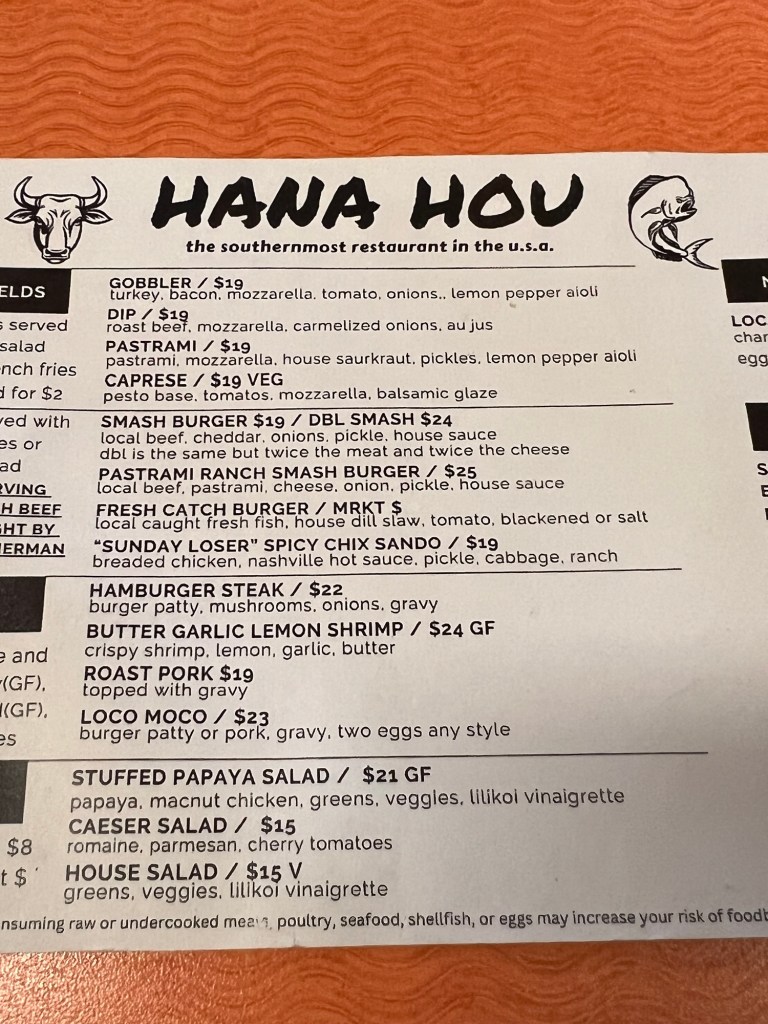 HANA HOU
the southernmost restaurant in the u.s.a.
ELDS
served
salad
nch fries
d for $2
GOBBLER / $19
turkey, bacon, mozzarella. tomato, onions,, lemon pepper aioli
DIP / $19
roast beef, mozzarella, carmelized onions, au jus
PASTRAMI / $19
pastrami, mozzarella, house saurkraut, pickles, lemon pepper aioli
CAPRESE / $19 VEG
pesto base, tomatos, mozzarella, balsamic glaze
ved with
es or
ad
RVING
H BEEF
GHT BY
HERMAN
SMASH BURGER $19 / DBL SMASH $24
local beef, cheddar, onions, pickle, house sauce
dbl is the same but twice the meat and twice the cheese
PASTRAMI RANCH SMASH BURGER / $25
local beef, pastrami, cheese, onion, pickle, house sauce
FRESH CATCH BURGER / MRKT $
local caught fresh fish, house dill slaw, tomato, blackened or salt
"SUNDAY LOSER" SPICY CHIX SANDO / $19
breaded chicken, nashville hot sauce, pickle, cabbage, ranch
e and
(GF),
(GF),
es
HAMBURGER STEAK / $22
burger patty, mushrooms, onions, gravy
BUTTER GARLIC LEMON SHRIMP / $24 GF
crispy shrimp, lemon, garlic, butter
ROAST PORK $19
topped with gravy
LOCO MOCO / $23
burger patty or pork, gravy, two eggs any style
$8
t $
STUFFED PAPAYA SALAD / $21 GF
papaya, macnut chicken, greens, veggles, lilikoi vinaigrette
CAESER SALAD / $15
romaine, parmesan, cherry tomatoes
HOUSE SALAD / $15 V
greens, veggies, lilikoi vinaigrette
LOC
char
egg
nsuming raw or undercooked meats, poultry, seafood, shellfish, or eggs may increase your risk of foodb